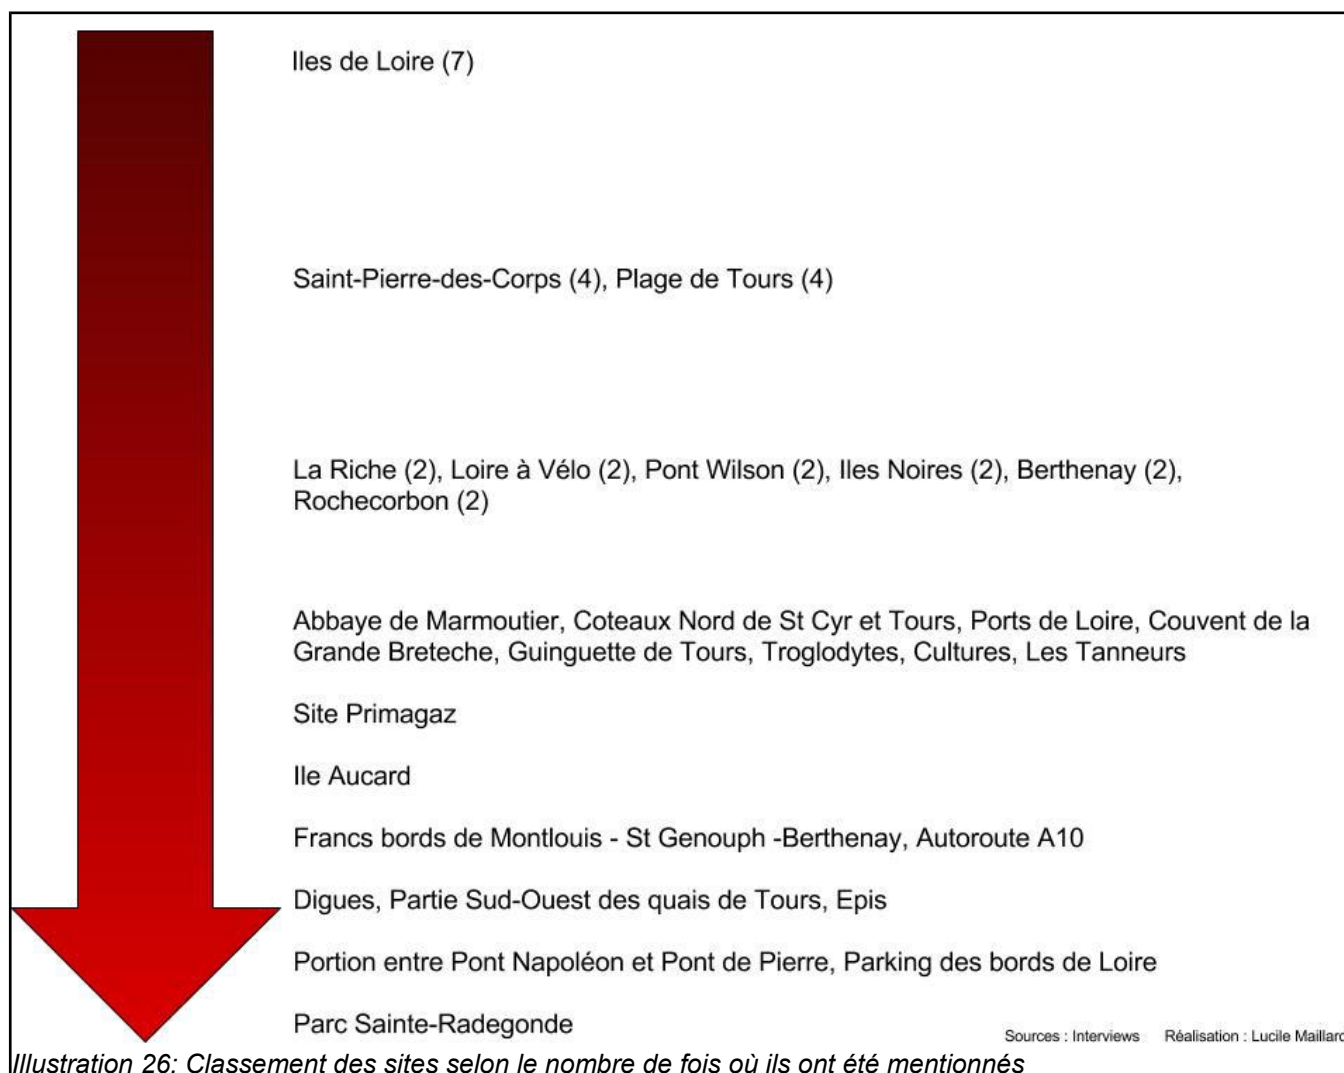 Iles de Loire (7)
Saint-Pierre-des-Corps (4), Plage de Tours (4)
La Riche (2), Loire à Vélo (2), Pont Wilson (2), Iles Noires (2), Berthenay (2),
Rochecorbon (2)
Abbaye de Marmoutier, Coteaux Nord de St Cyr et Tours, Ports de Loire, Couvent de la
Grande Breteche, Guinguette de Tours, Troglodytes, Cultures, Les Tanneurs
Site Primagaz
Ile Aucard
Francs bords de Montlouis - St Genouph -Berthenay, Autoroute A10
Digues, Partie Sud-Ouest des quais de Tours, Epis
Portion entre Pont Napoléon et Pont de Pierre, Parking des bords de Loire
Parc Sainte-Radegonde
Sources : Interviews Réalisation : Lucile Maillard
Illustration 26: Classement des sites selon le nombre de fois où ils ont été mentionnés